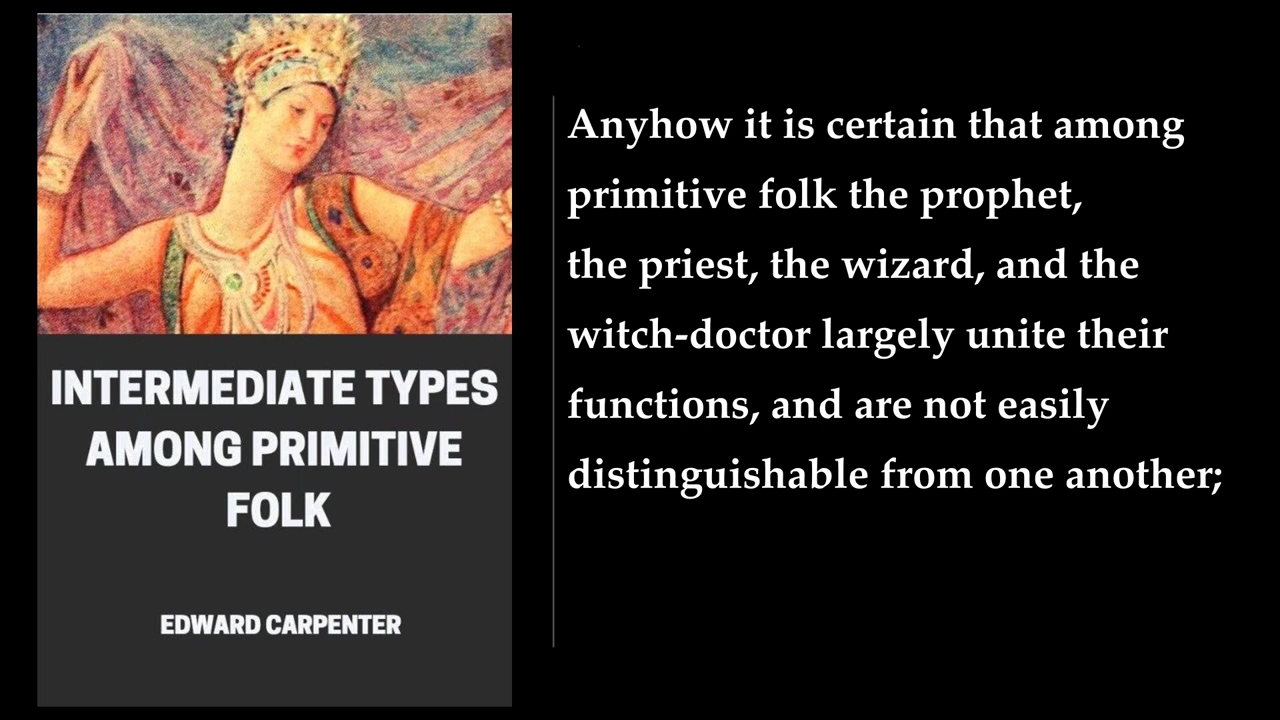 INTERMEDIATE TYPES
AMONG PRIMITIVE
FOLK
EDWARD CARPENTER
Anyhow it is certain that among
primitive folk the prophet,
the priest, the wizard, and the
witch-doctor largely unite their
functions, and are not easily
distinguishable from one another;